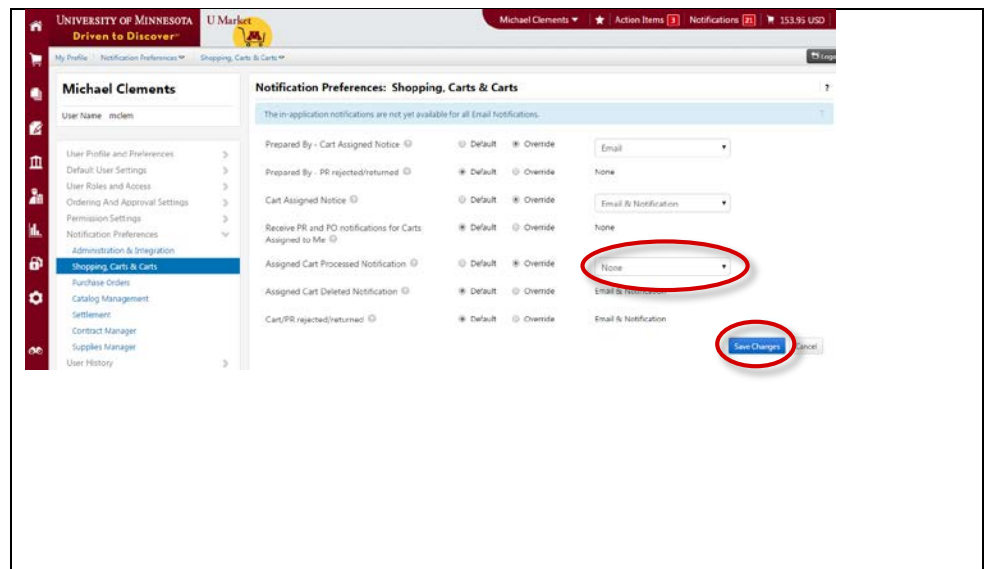 UNIVERSITY OF MINNESOTA
Driven to Discover℠
U Market
Michael Clements
Action Items 3
Notifications 21
153.95 USD
My Profile
Notification Preferences
Shopping, Carts & Carts
Michael Clements
User Name mclem
User Profile and Preferences
Default User Settings
User Roles and Access
Ordering And Approval Settings
Permission Settings
Notification Preferences
Administration & Integration
Shopping, Carts & Carts
Purchase Orders
Catalog Management
Settlement
Contract Manager
Supplies Manager
User History
Notification Preferences: Shopping, Carts & Carts
?
The in-application notifications are not yet available for all Email Notifications.
?
Prepared By - Cart Assigned Notice Default Override Email
Prepared By - PR rejected/returned Default Override None
Cart Assigned Notice Default Override Email & Notification
Receive PR and PO notifications for Carts Default Override None
Assigned to Me
Assigned Cart Processed Notification Default Override None
Assigned Cart Deleted Notification Default Override Email & Notification
Cart/PR rejected/returned Default Override Email & Notification
Save Changes Cancel